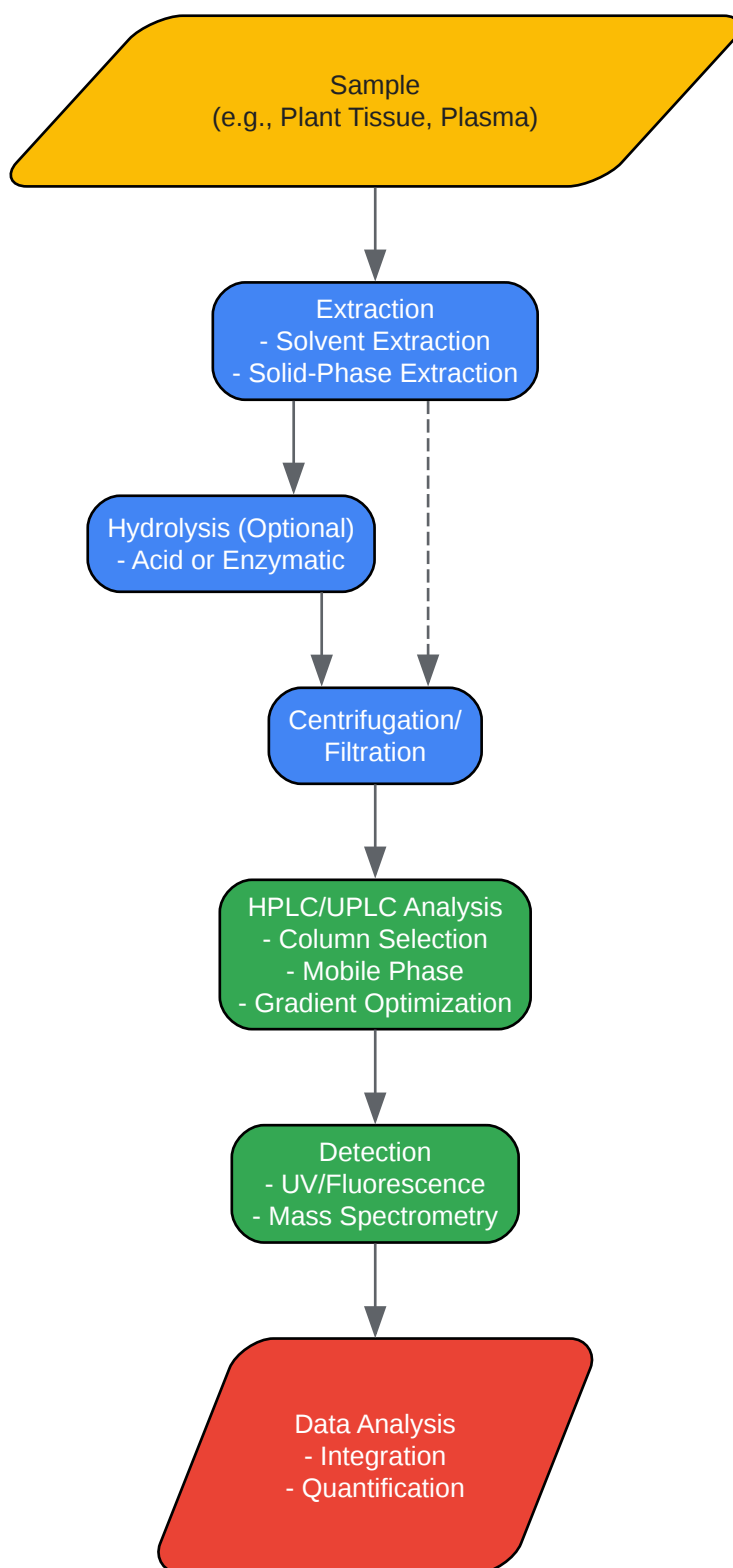 Sample
(e.g., Plant Tissue, Plasma)
Extraction
- Solvent Extraction
- Solid-Phase Extraction
Hydrolysis (Optional)
- Acid or Enzymatic
Centrifugation/
Filtration
HPLC/UPLC Analysis
- Column Selection
- Mobile Phase
- Gradient Optimization
Detection
- UV/Fluorescence
- Mass Spectrometry
Data Analysis
- Integration
- Quantification